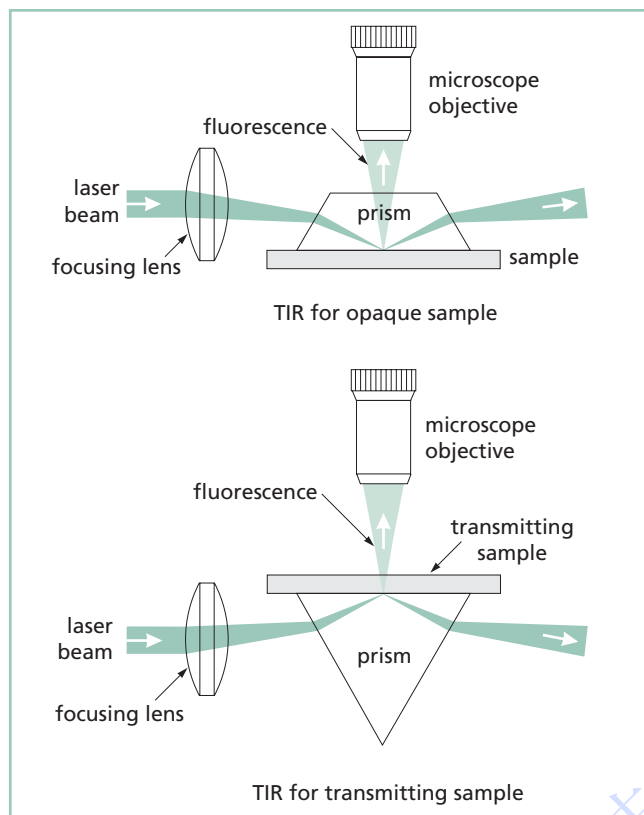 microscope
objective
fluorescence
laser
beam
prism
focusing lens
sample
TIR for opaque sample
microscope
objective
fluorescence
transmitting
sample
laser
beam
prism
focusing lens
TIR for transmitting sample